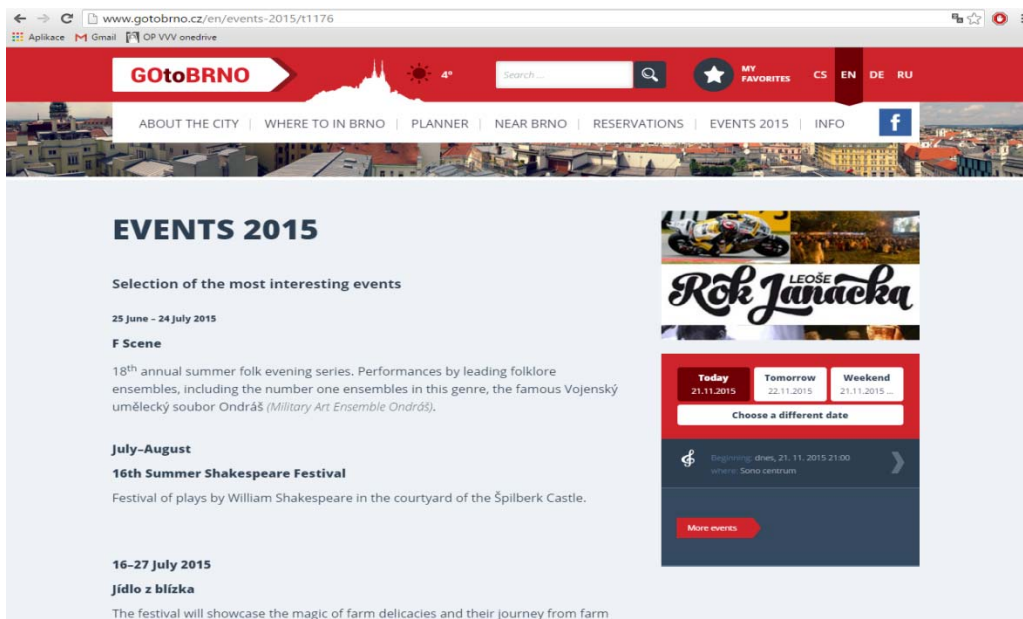 www.gotobrno.cz/en/events-2015/t1176
Aplikace Gmail OP VVV onedrive
GOtoBRNO
4°
Search ...
MY
FAVORITES
CS EN DE RU
ABOUT THE CITY | WHERE TO IN BRNO | PLANNER | NEAR BRNO | RESERVATIONS | EVENTS 2015 | INFO
f
EVENTS 2015
Selection of the most interesting events
25 June – 24 July 2015
F Scene
18th annual summer folk evening series. Performances by leading folklore
ensembles, including the number one ensembles in this genre, the famous Vojenský
umělecký soubor Ondráš (Military Art Ensemble Ondráš).
July–August
16th Summer Shakespeare Festival
Festival of plays by William Shakespeare in the courtyard of the Špilberk Castle.
16–27 July 2015
Jídlo z blízka
The festival will showcase the magic of farm delicacies and their journey from farm
Rok LEOŠE Janáčka
Today
21.11.2015
Tomorrow
22.11.2015
Weekend
21.11.2015 ...
Choose a different date
Beginning: dnes, 21. 11. 2015 21:00
where: Sono centrum
More events